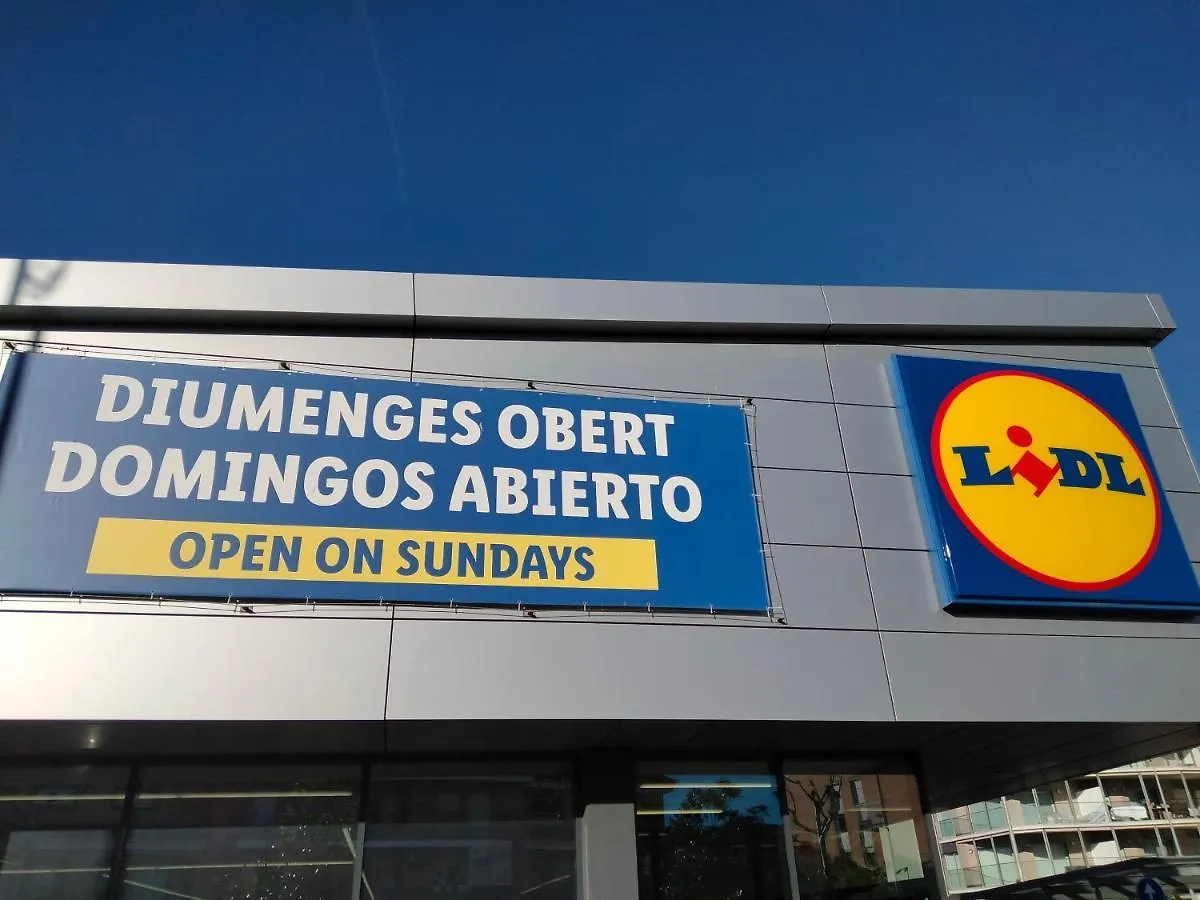 DIUMENGES OBERT
DOMINGOS ABIERTO
OPEN ON SUNDAYS
LiDL